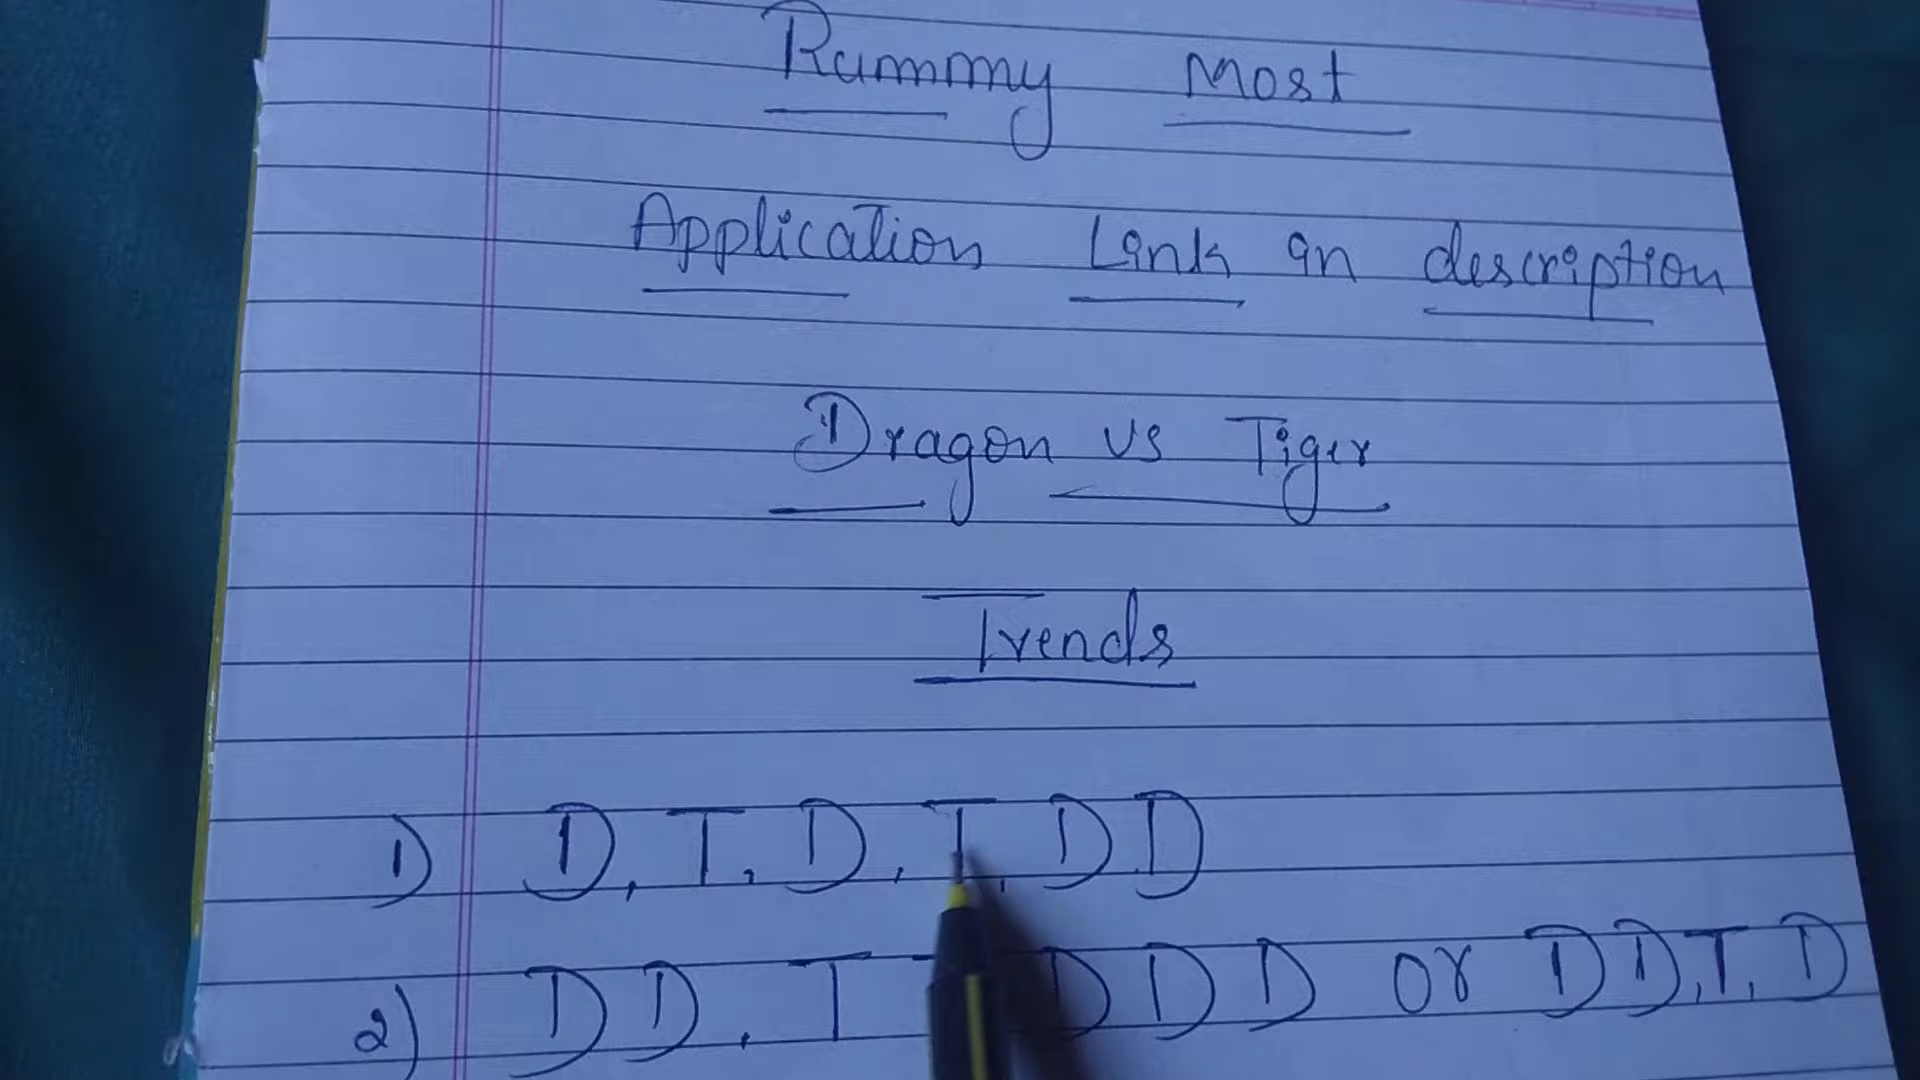 Rummy Most
Application Link in description
Dragon vs Tiger
Trends
1) D, T, D, T, D D
2) D D, T T D D D or D D, T, D